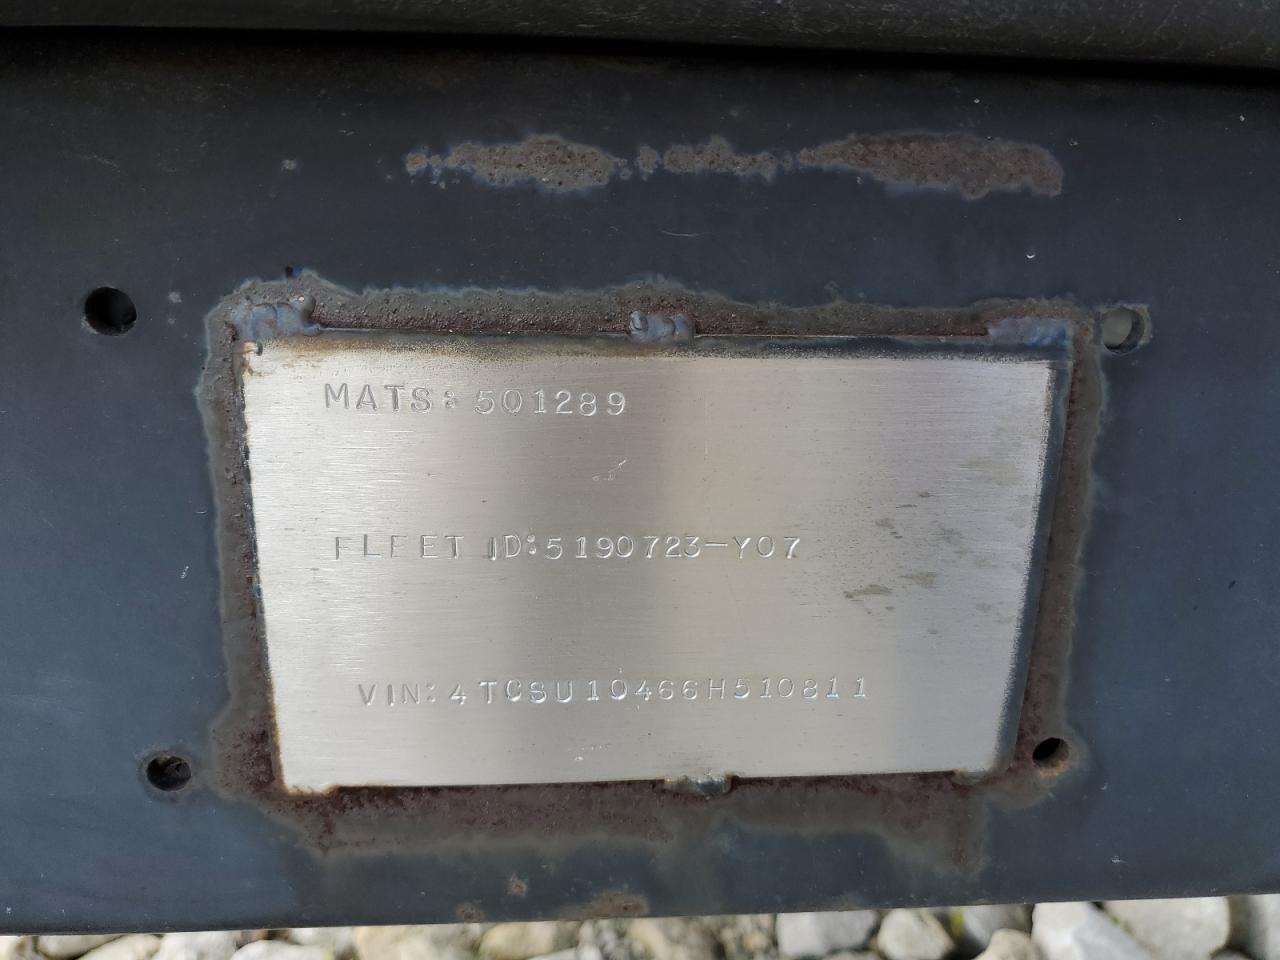 MATS: 501289
FLEET ID:5190723-Y07
VIN: 4TCSU10466H510811